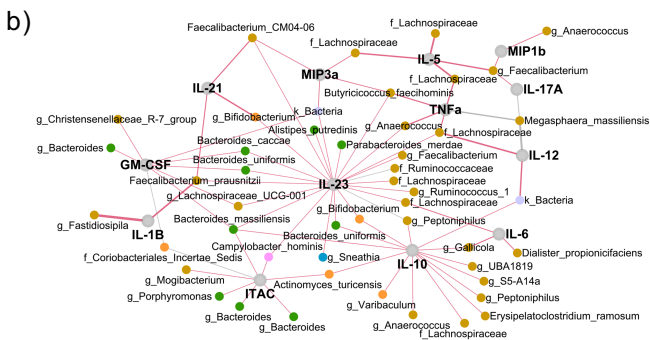 b)
Faecalibacterium_CM04-06
f_Lachnospiraceae
g_Anaerococcus
f_Lachnospiraceae
IL-5
MIP1b
MIP3a
g_Faecalibacterium
f_Lachnospiraceae
IL-21
Butyricicoccus_faecihominis
IL-17A
k_Bacteria
TNFa
g_Christensenellaceae_R-7_group
g_Bifidobacterium
Megasphaera_massiliensis
g_Anaerococcus
Alistipes_putredinis
f_Lachnospiraceae
Bacteroides_caccae
Parabacteroides_merdae
g_Bacteroides
g_Faecalibacterium
IL-12
GM-CSF
Bacteroides_uniformis
f_Ruminococcaceae
Faecalibacterium_prausnitzii
IL-23
f_Lachnospiraceae
g_Lachnospiraceae_UCG-001
g_Ruminococcus_1
f_Lachnospiraceae
k_Bacteria
g_Bifidobacterium
g_Fastidiosipila
Bacteroides_massiliensis
g_Peptoniphilus
IL-1B
Bacteroides_uniformis
IL-6
Campylobacter_hominis
g_Gallicola
IL-10
Dialister_propionicifaciens
f_Coriobacteriales_Incertae_Sedis
g_Sneathia
g_UBA1819
g_Mogibacterium
Actinomyces_turicensis
g_S5-A14a
ITAC
g_Porphyromonas
g_Peptoniphilus
g_Varibaculum
g_Bacteroides
g_Bacteroides
g_Anaerococcus
Erysipelatoclostridium_ramosum
f_Lachnospiraceae